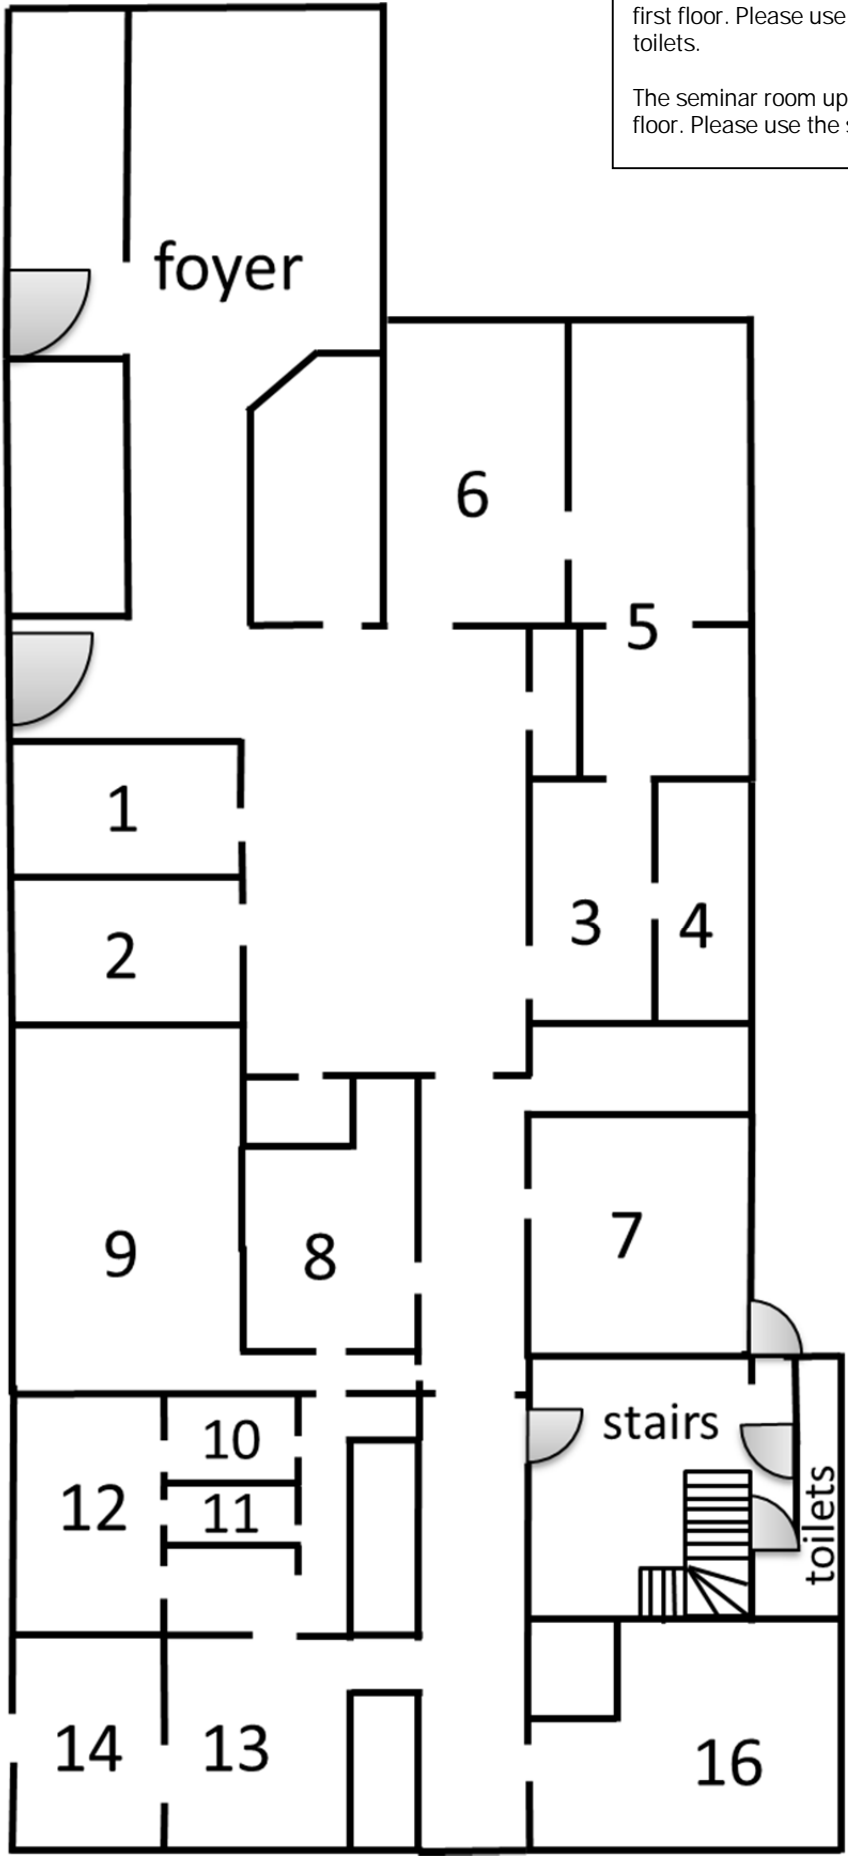 first floor. Please use
toilets.
The seminar room up
floor. Please use the s
foyer
6
5
1
3
4
2
9
8
7
stairs
10
12
11
toilets
14
13
16